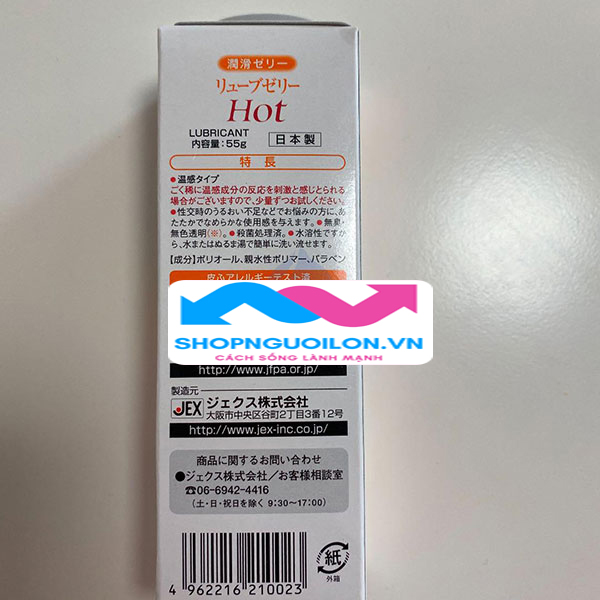 潤滑ゼリー
リューブゼリー
Hot
LUBRICANT
内容量:55g
日本製
特長
●温感タイプ
ごく稀に温感成分の反応を刺激と感じとられる
場合がございますので、少量ずつお試しください。
●性交時のうるおい不足などでお悩みの方に、あ
たたかでなめらかな使用感を与えます。●無臭・
無色透明(※)。●殺菌処理済。●水溶性ですか
ら、水またはぬるま湯で簡単に洗い流せます。
【成分】ポリオール、親水性ポリマー、パラベン
皮ふアレルギーテスト済
SHOPNGUOILON.VN
CÁCH SỐNG LÀNH MẠNH
http://www.jfpa.or.jp/
製造元
JEX ジェクス株式会社
大阪市中央区谷町2丁目3番12号
http://www.jex-inc.co.jp/
商品に関するお問い合わせ
●ジェクス株式会社/お客様相談室
☎06-6942-4416
(土・日・祝日を除く 9:30〜17:00)
4 962216 210023
紙
外箱